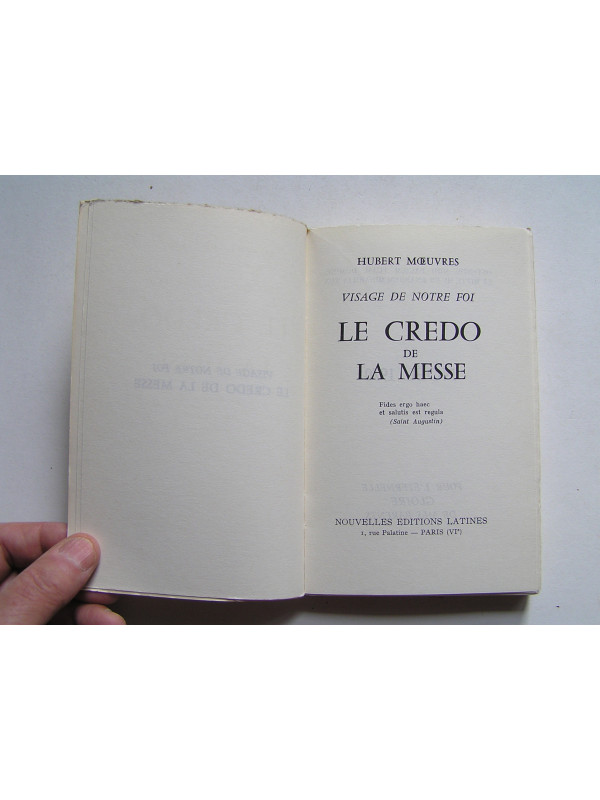 HUBERT MŒUVRES
VISAGE DE NOTRE FOI
LE CREDO
DE
LA MESSE
Fides ergo haec
et salutis est regula
(Saint Augustin)
NOUVELLES EDITIONS LATINES
1, rue Palatine — PARIS (VIᵉ)